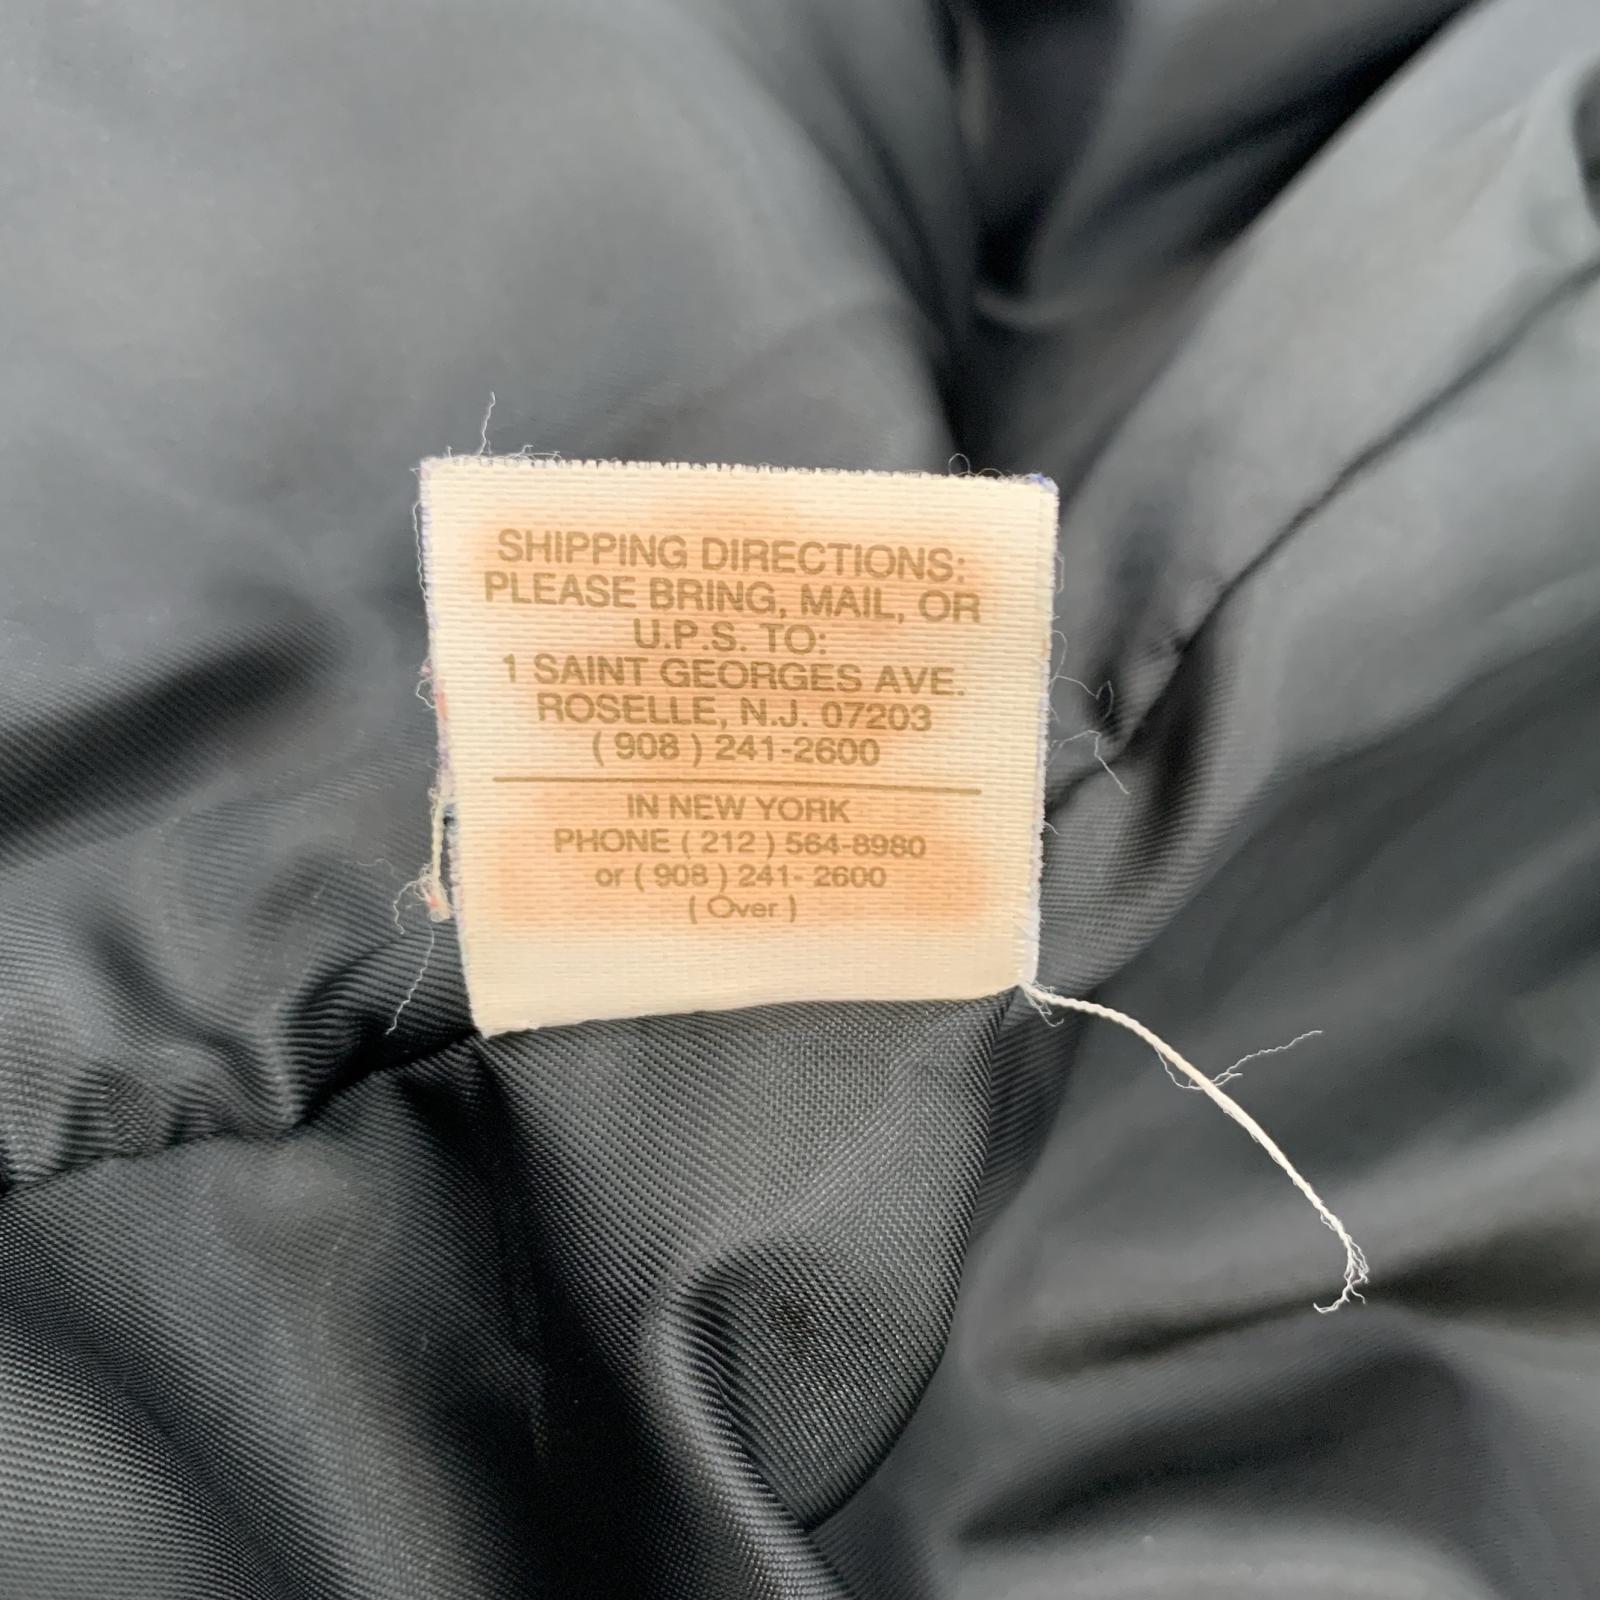 SHIPPING DIRECTIONS:
PLEASE BRING, MAIL, OR
U.P.S. TO:
1 SAINT GEORGES AVE.
ROSELLE, N.J. 07203
( 908 ) 241-2600
IN NEW YORK
PHONE ( 212 ) 564-8980
or ( 908 ) 241- 2600
( Over )